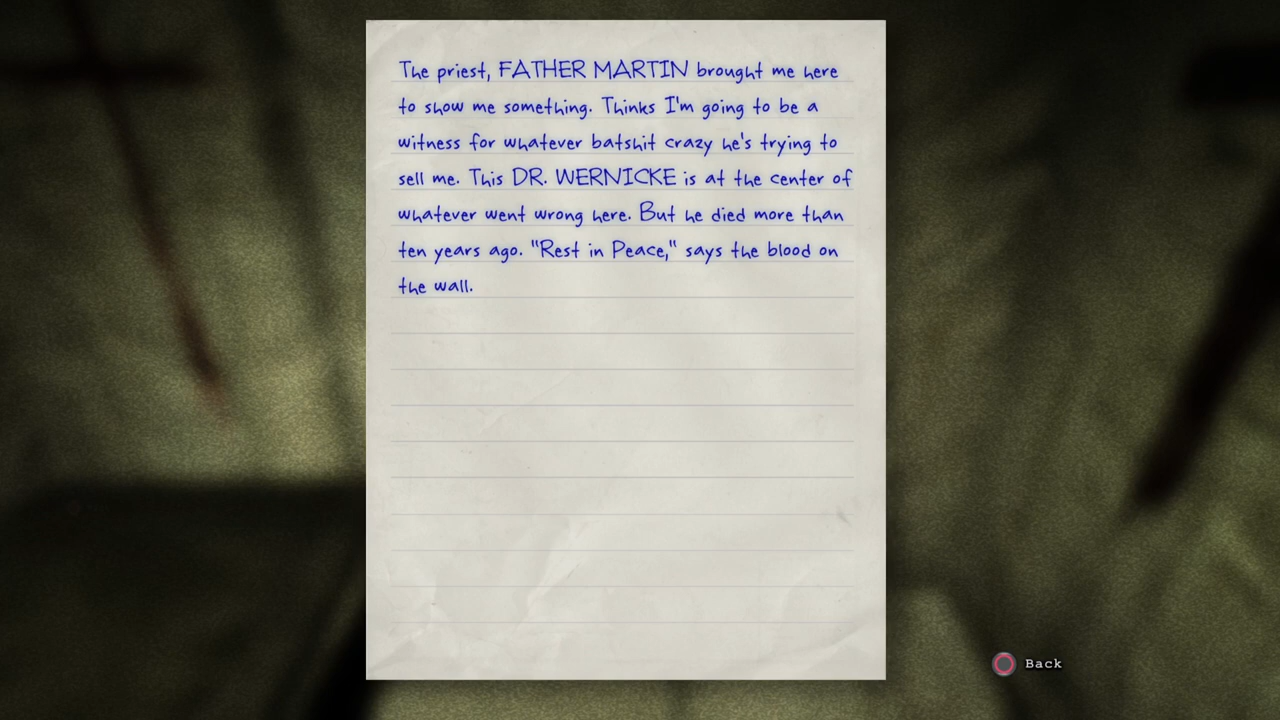 The priest, FATHER MARTIN brought me here
to show me something. Thinks I'm going to be a
witness for whatever batshit crazy he's trying to
sell me. This DR. WERNICKE is at the center of
whatever went wrong here. But he died more than
ten years ago. "Rest in Peace," says the blood on
the wall.
Back